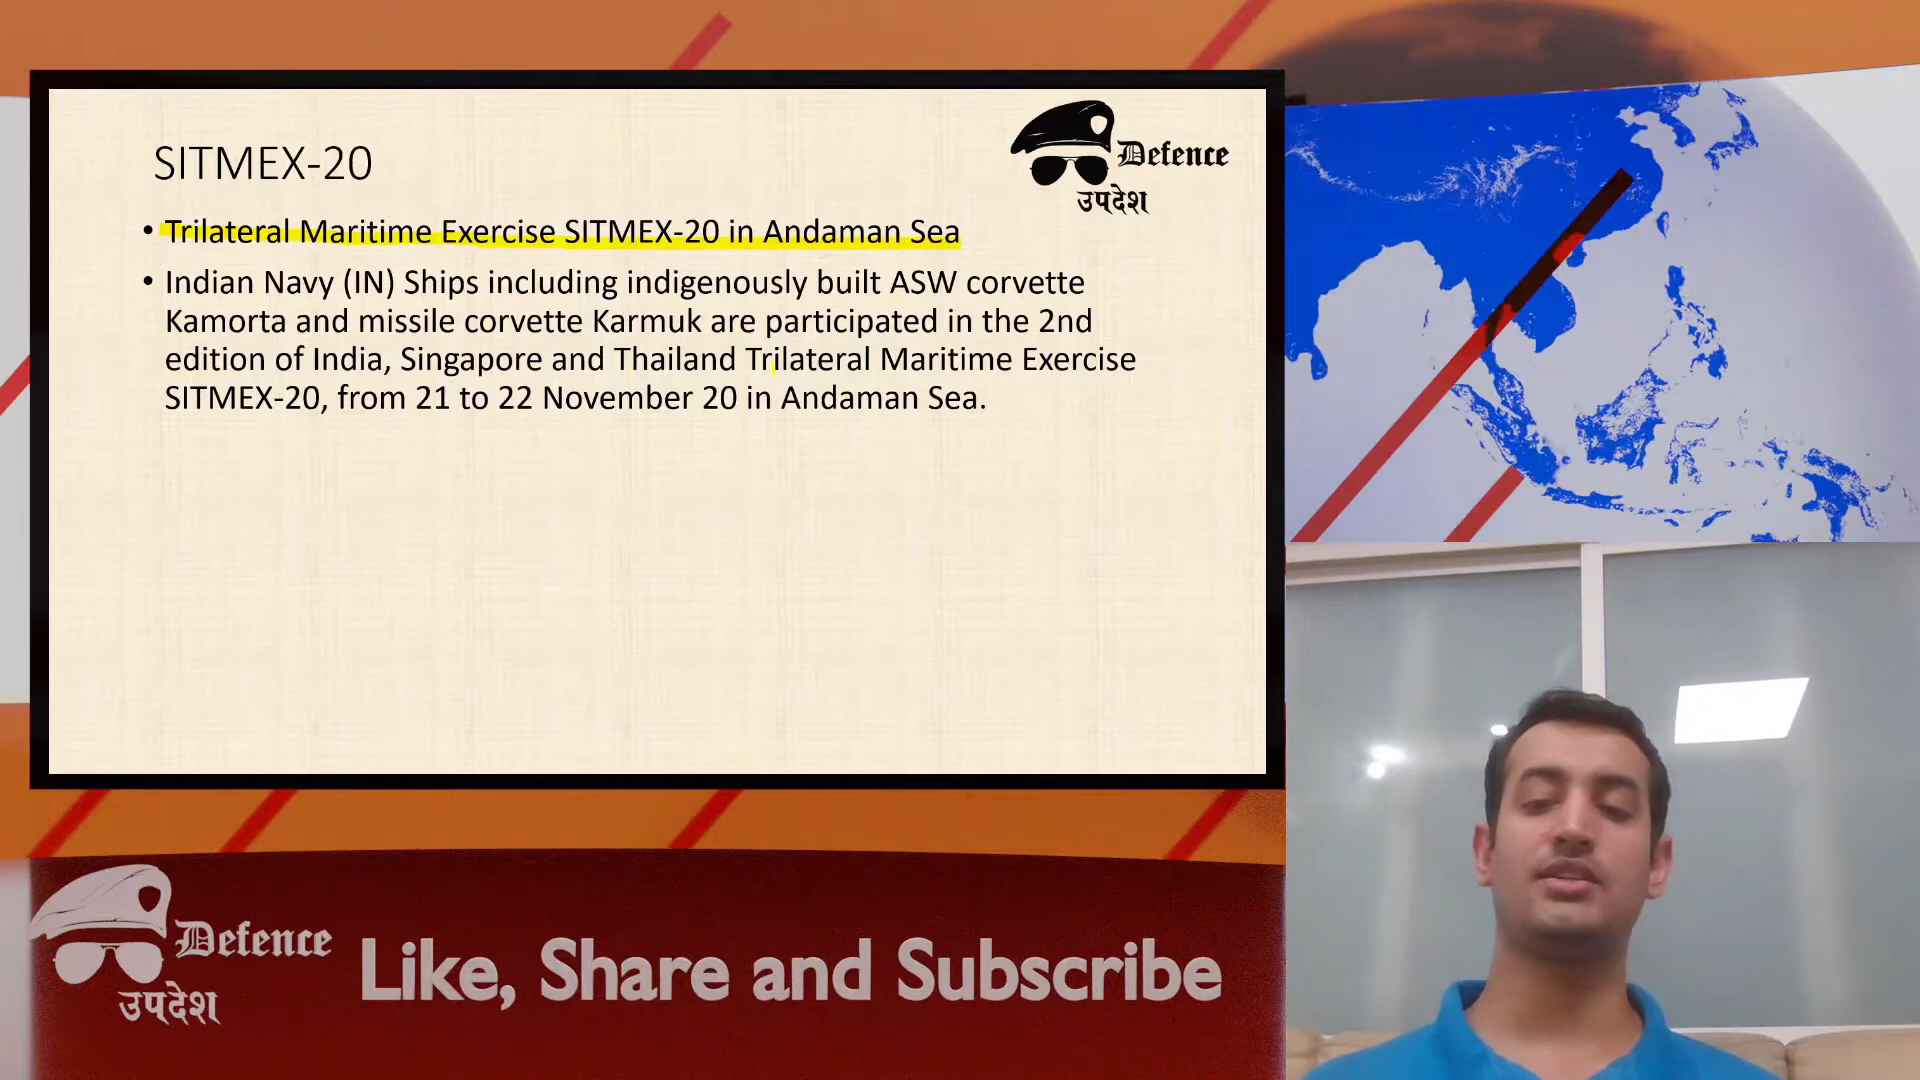 SITMEX-20
Defence
उपदेश
• Trilateral Maritime Exercise SITMEX-20 in Andaman Sea
• Indian Navy (IN) Ships including indigenously built ASW corvette
Kamorta and missile corvette Karmuk are participated in the 2nd
edition of India, Singapore and Thailand Trilateral Maritime Exercise
SITMEX-20, from 21 to 22 November 20 in Andaman Sea.
Defence
उपदेश
Like, Share and Subscribe